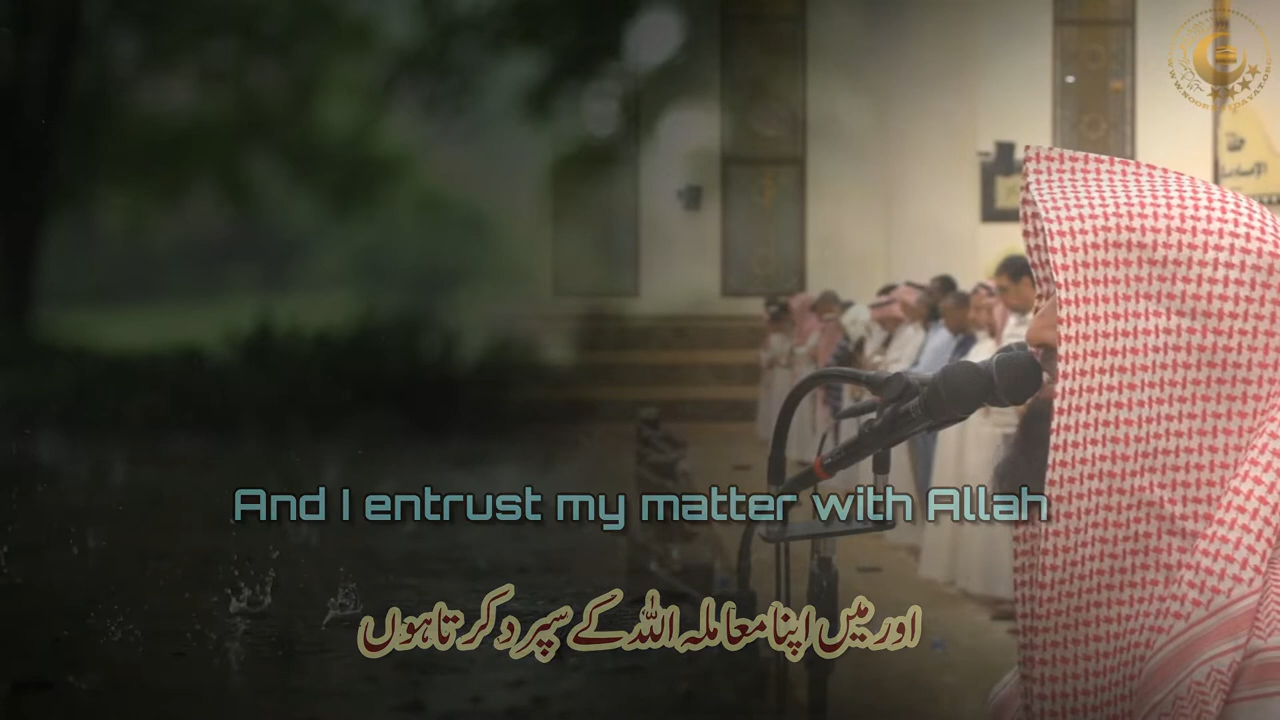 And I entrust my matter with Allah
اور میں اپنا معاملہ اللہ کے سپرد کرتا ہوں